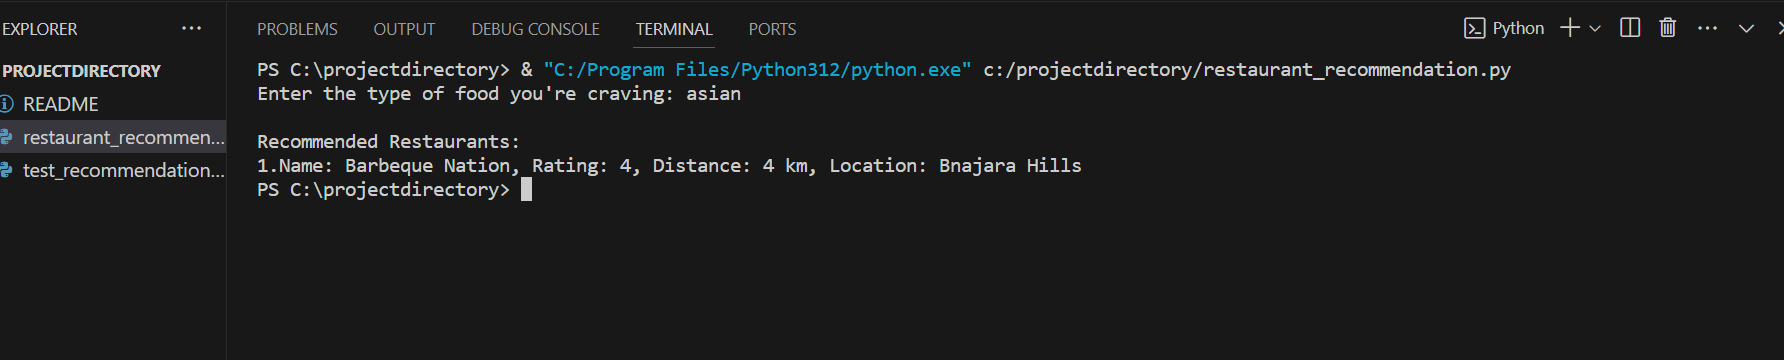 EXPLORER ...
PROJECTDIRECTORY
README
restaurant_recommen...
test_recommendation...
PROBLEMS OUTPUT DEBUG CONSOLE TERMINAL PORTS
Python
PS C:\projectdirectory> & "C:/Program Files/Python312/python.exe" c:/projectdirectory/restaurant_recommendation.py
Enter the type of food you're craving: asian
Recommended Restaurants:
1.Name: Barbeque Nation, Rating: 4, Distance: 4 km, Location: Bnajara Hills
PS C:\projectdirectory>